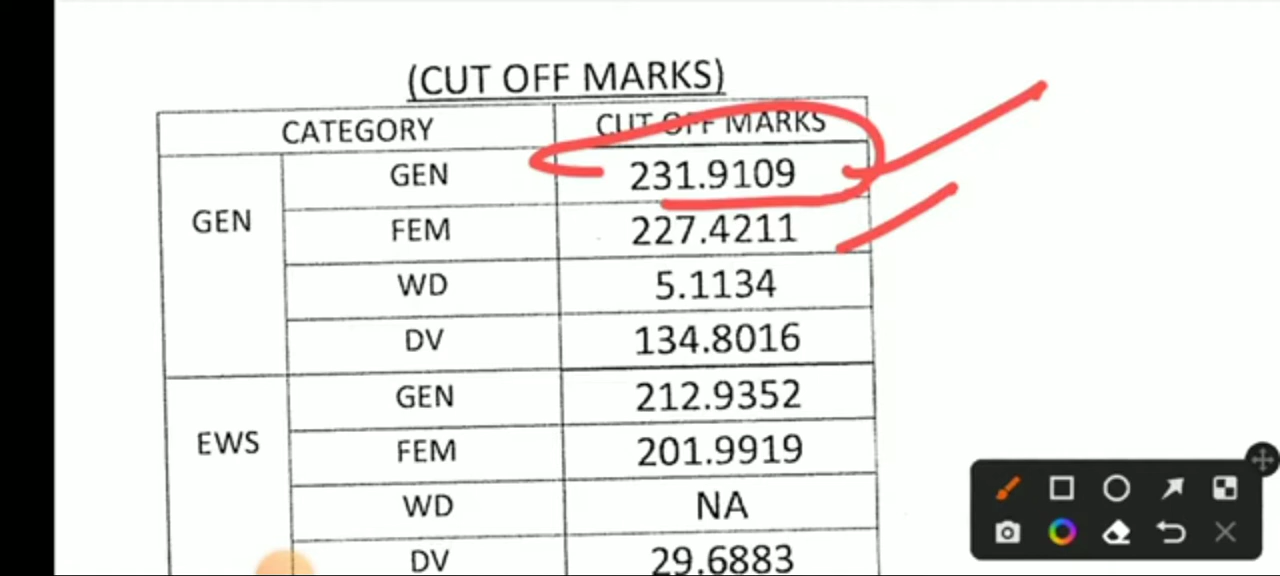 (CUT OFF MARKS)
CATEGORY CUT OFF MARKS
GEN GEN 231.9109
FEM 227.4211
WD 5.1134
DV 134.8016
EWS GEN 212.9352
FEM 201.9919
WD NA
DV 29.6883